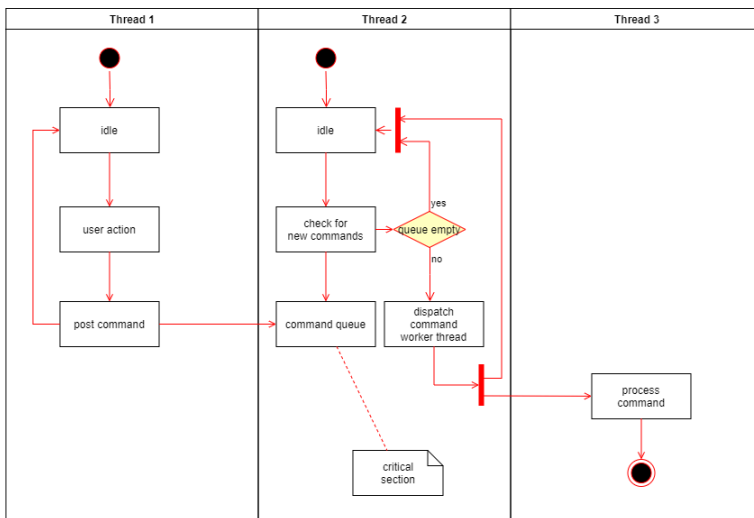 Thread 1
Thread 2
Thread 3
idle
idle
user action
check for
new commands
queue empty
yes
no
post command
command queue
dispatch
command
worker thread
process
command
critical
section